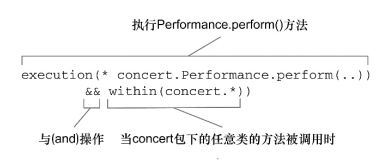 执行Performance.perform()方法
execution(* concert.Performance.perform(..))
&& within(concert.*))
与(and)操作 当concert包下的任意类的方法被调用时